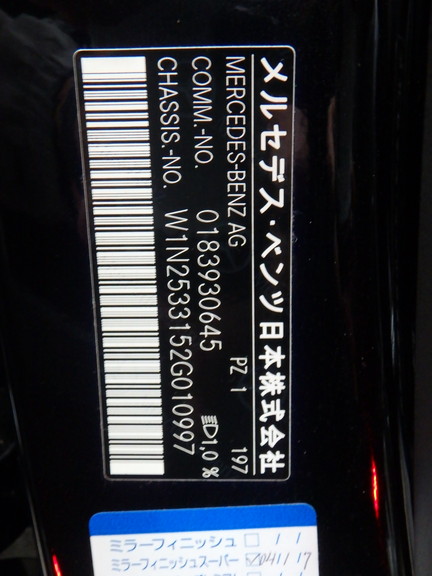 メルセデス・ベンツ日本株式会社
MERCEDES-BENZ AG PZ 1 197
COMM.-NO. 0183930645 1,0 %
CHASSIS.-NO. W1N2533152G010997
ミラーフィニッシュ □ / /
ミラーフィニッシュスーパー